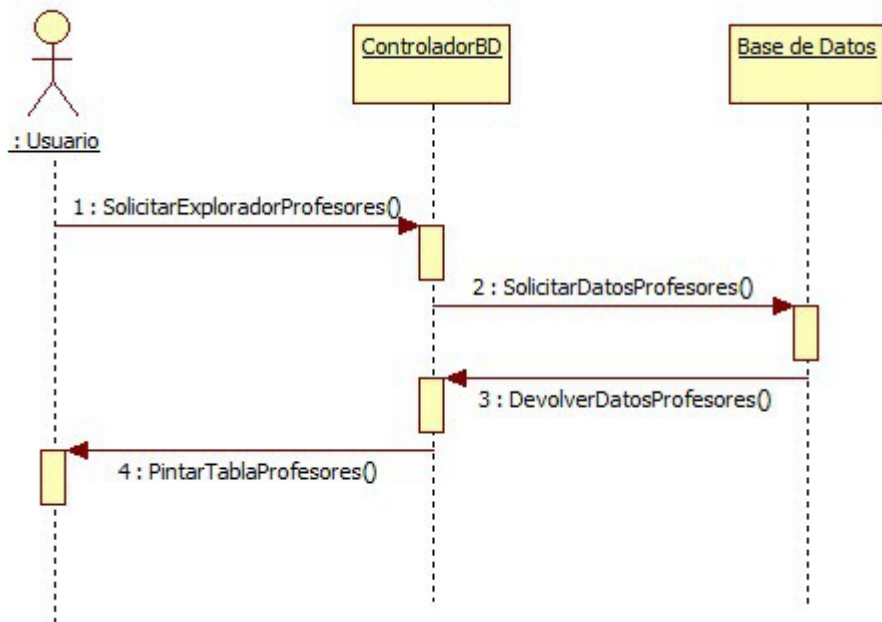 ControladorBD
Base de Datos
: Usuario
1 : SolicitarExploradorProfesores()
2 : SolicitarDatosProfesores()
3 : DevolverDatosProfesores()
4 : PintarTablaProfesores()